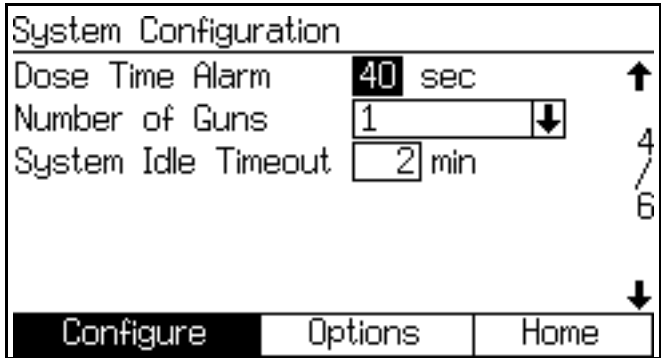 System Configuration
Dose Time Alarm 40 sec
Number of Guns 1
System Idle Timeout 2 min
4
/
6
Configure Options Home